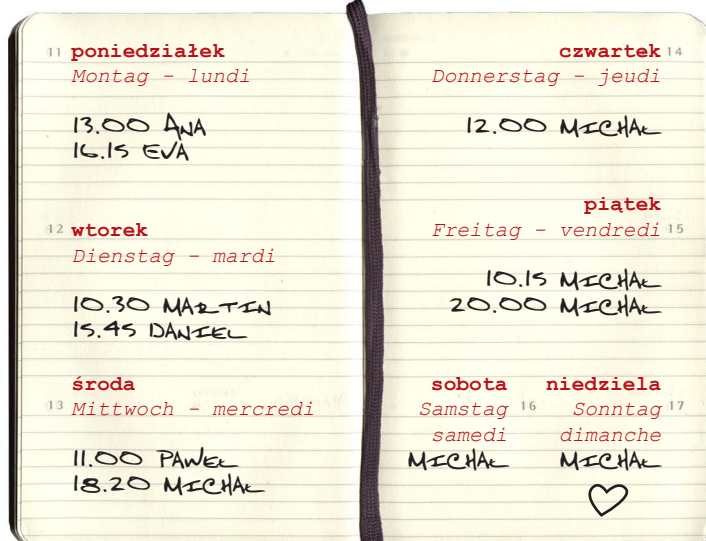 11 poniedziałek
Montag – lundi
13.00 ANA
16.15 EVA
12 wtorek
Dienstag – mardi
10.30 MARTIN
15.45 DANIEL
środa
13 Mittwoch – mercredi
11.00 PAWEŁ
18.20 MICHAŁ
czwartek 14
Donnerstag – jeudi
12.00 MICHAŁ
piątek
Freitag – vendredi 15
10.15 MICHAŁ
20.00 MICHAŁ
sobota niedziela
Samstag 16 Sonntag 17
samedi dimanche
MICHAŁ MICHAŁ